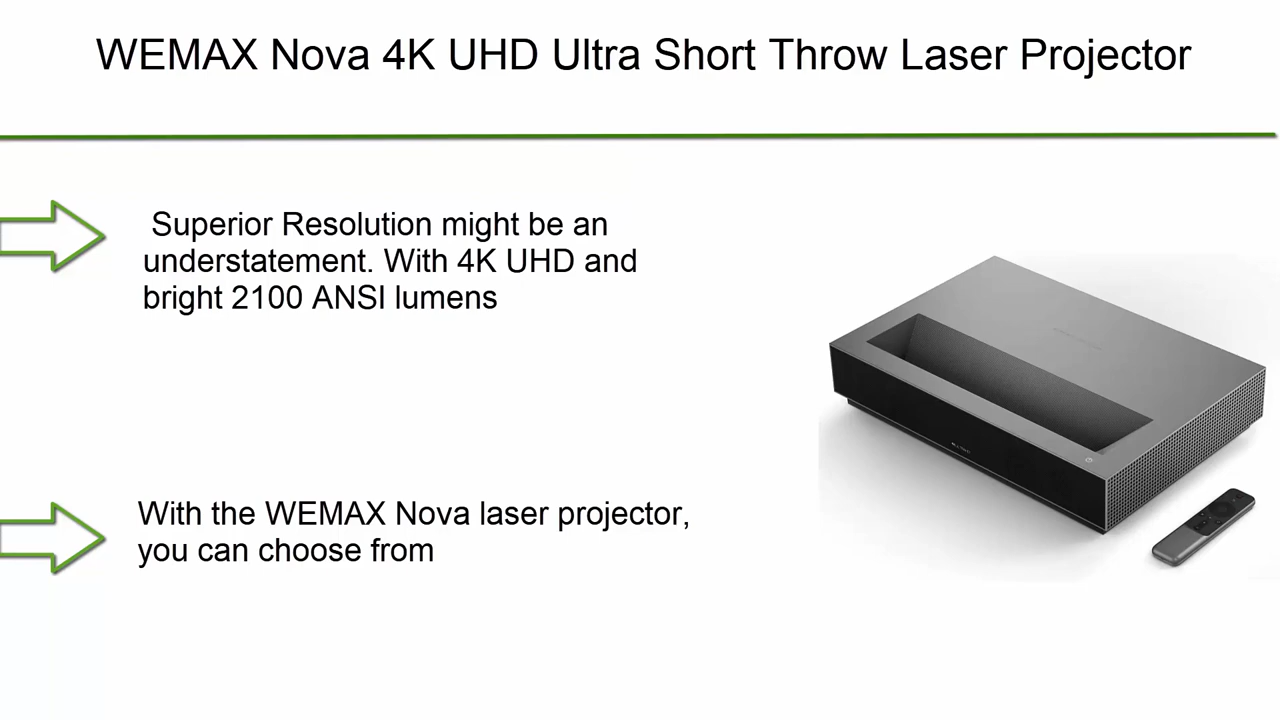 WEMAX Nova 4K UHD Ultra Short Throw Laser Projector
Superior Resolution might be an
understatement. With 4K UHD and
bright 2100 ANSI lumens
With the WEMAX Nova laser projector,
you can choose from